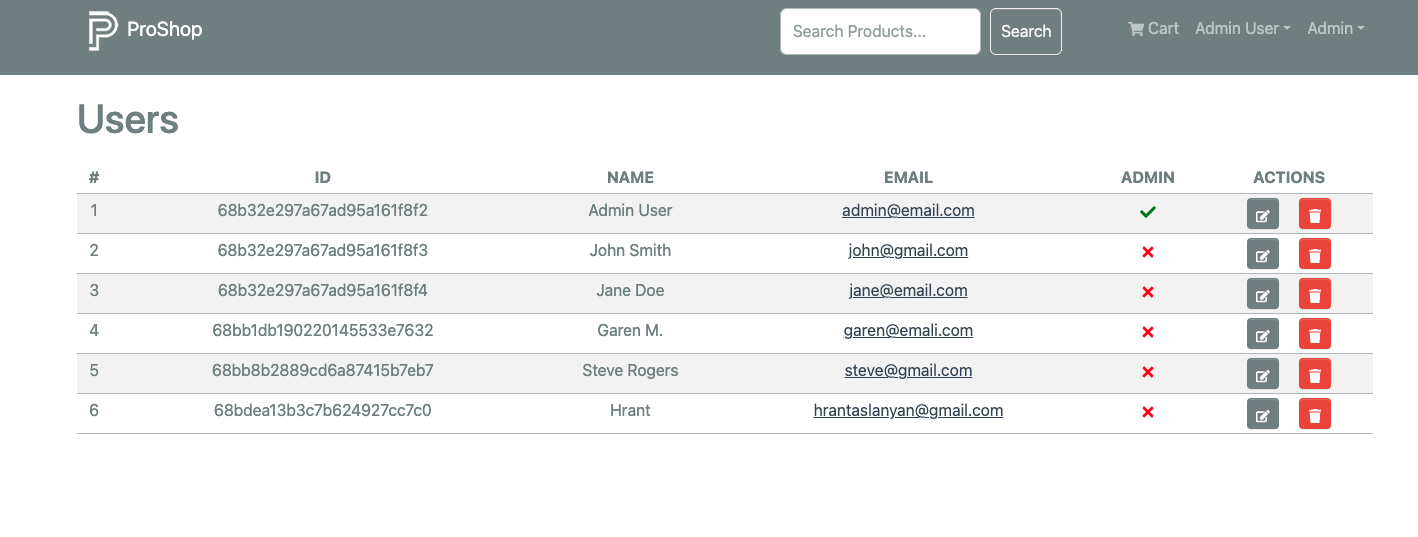 ProShop Search Products... Search Cart Admin User Admin
Users
# ID NAME EMAIL ADMIN ACTIONS
1 68b32e297a67ad95a161f8f2 Admin User admin@email.com
2 68b32e297a67ad95a161f8f3 John Smith john@gmail.com
3 68b32e297a67ad95a161f8f4 Jane Doe jane@email.com
4 68bb1db190220145533e7632 Garen M. garen@emali.com
5 68bb8b2889cd6a87415b7eb7 Steve Rogers steve@gmail.com
6 68bdea13b3c7b624927cc7c0 Hrant hrantaslanyan@gmail.com